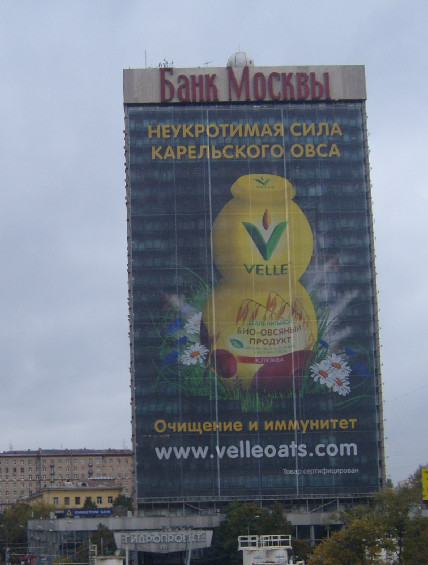 Банк Москвы
НЕУКРОТИМАЯ СИЛА
КАРЕЛЬСКОГО ОВСА
VELLE
БИО-ОВСЯНЫЙ
ПРОДУКТ
Очищение и иммунитет
www.velleoats.com
Товар сертифицирован
ГИДРОПРОЕКТ